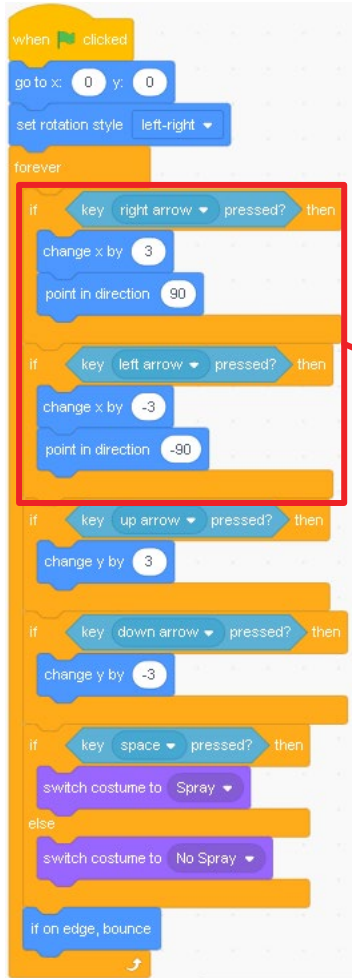 when clicked
go to x: 0 y: 0
set rotation style left-right
forever
if key right arrow pressed? then
change x by 3
point in direction 90
if key left arrow pressed? then
change x by -3
point in direction -90
if key up arrow pressed? then
change y by 3
if key down arrow pressed? then
change y by -3
if key space pressed? then
switch costume to Spray
else
switch costume to No Spray
if on edge, bounce